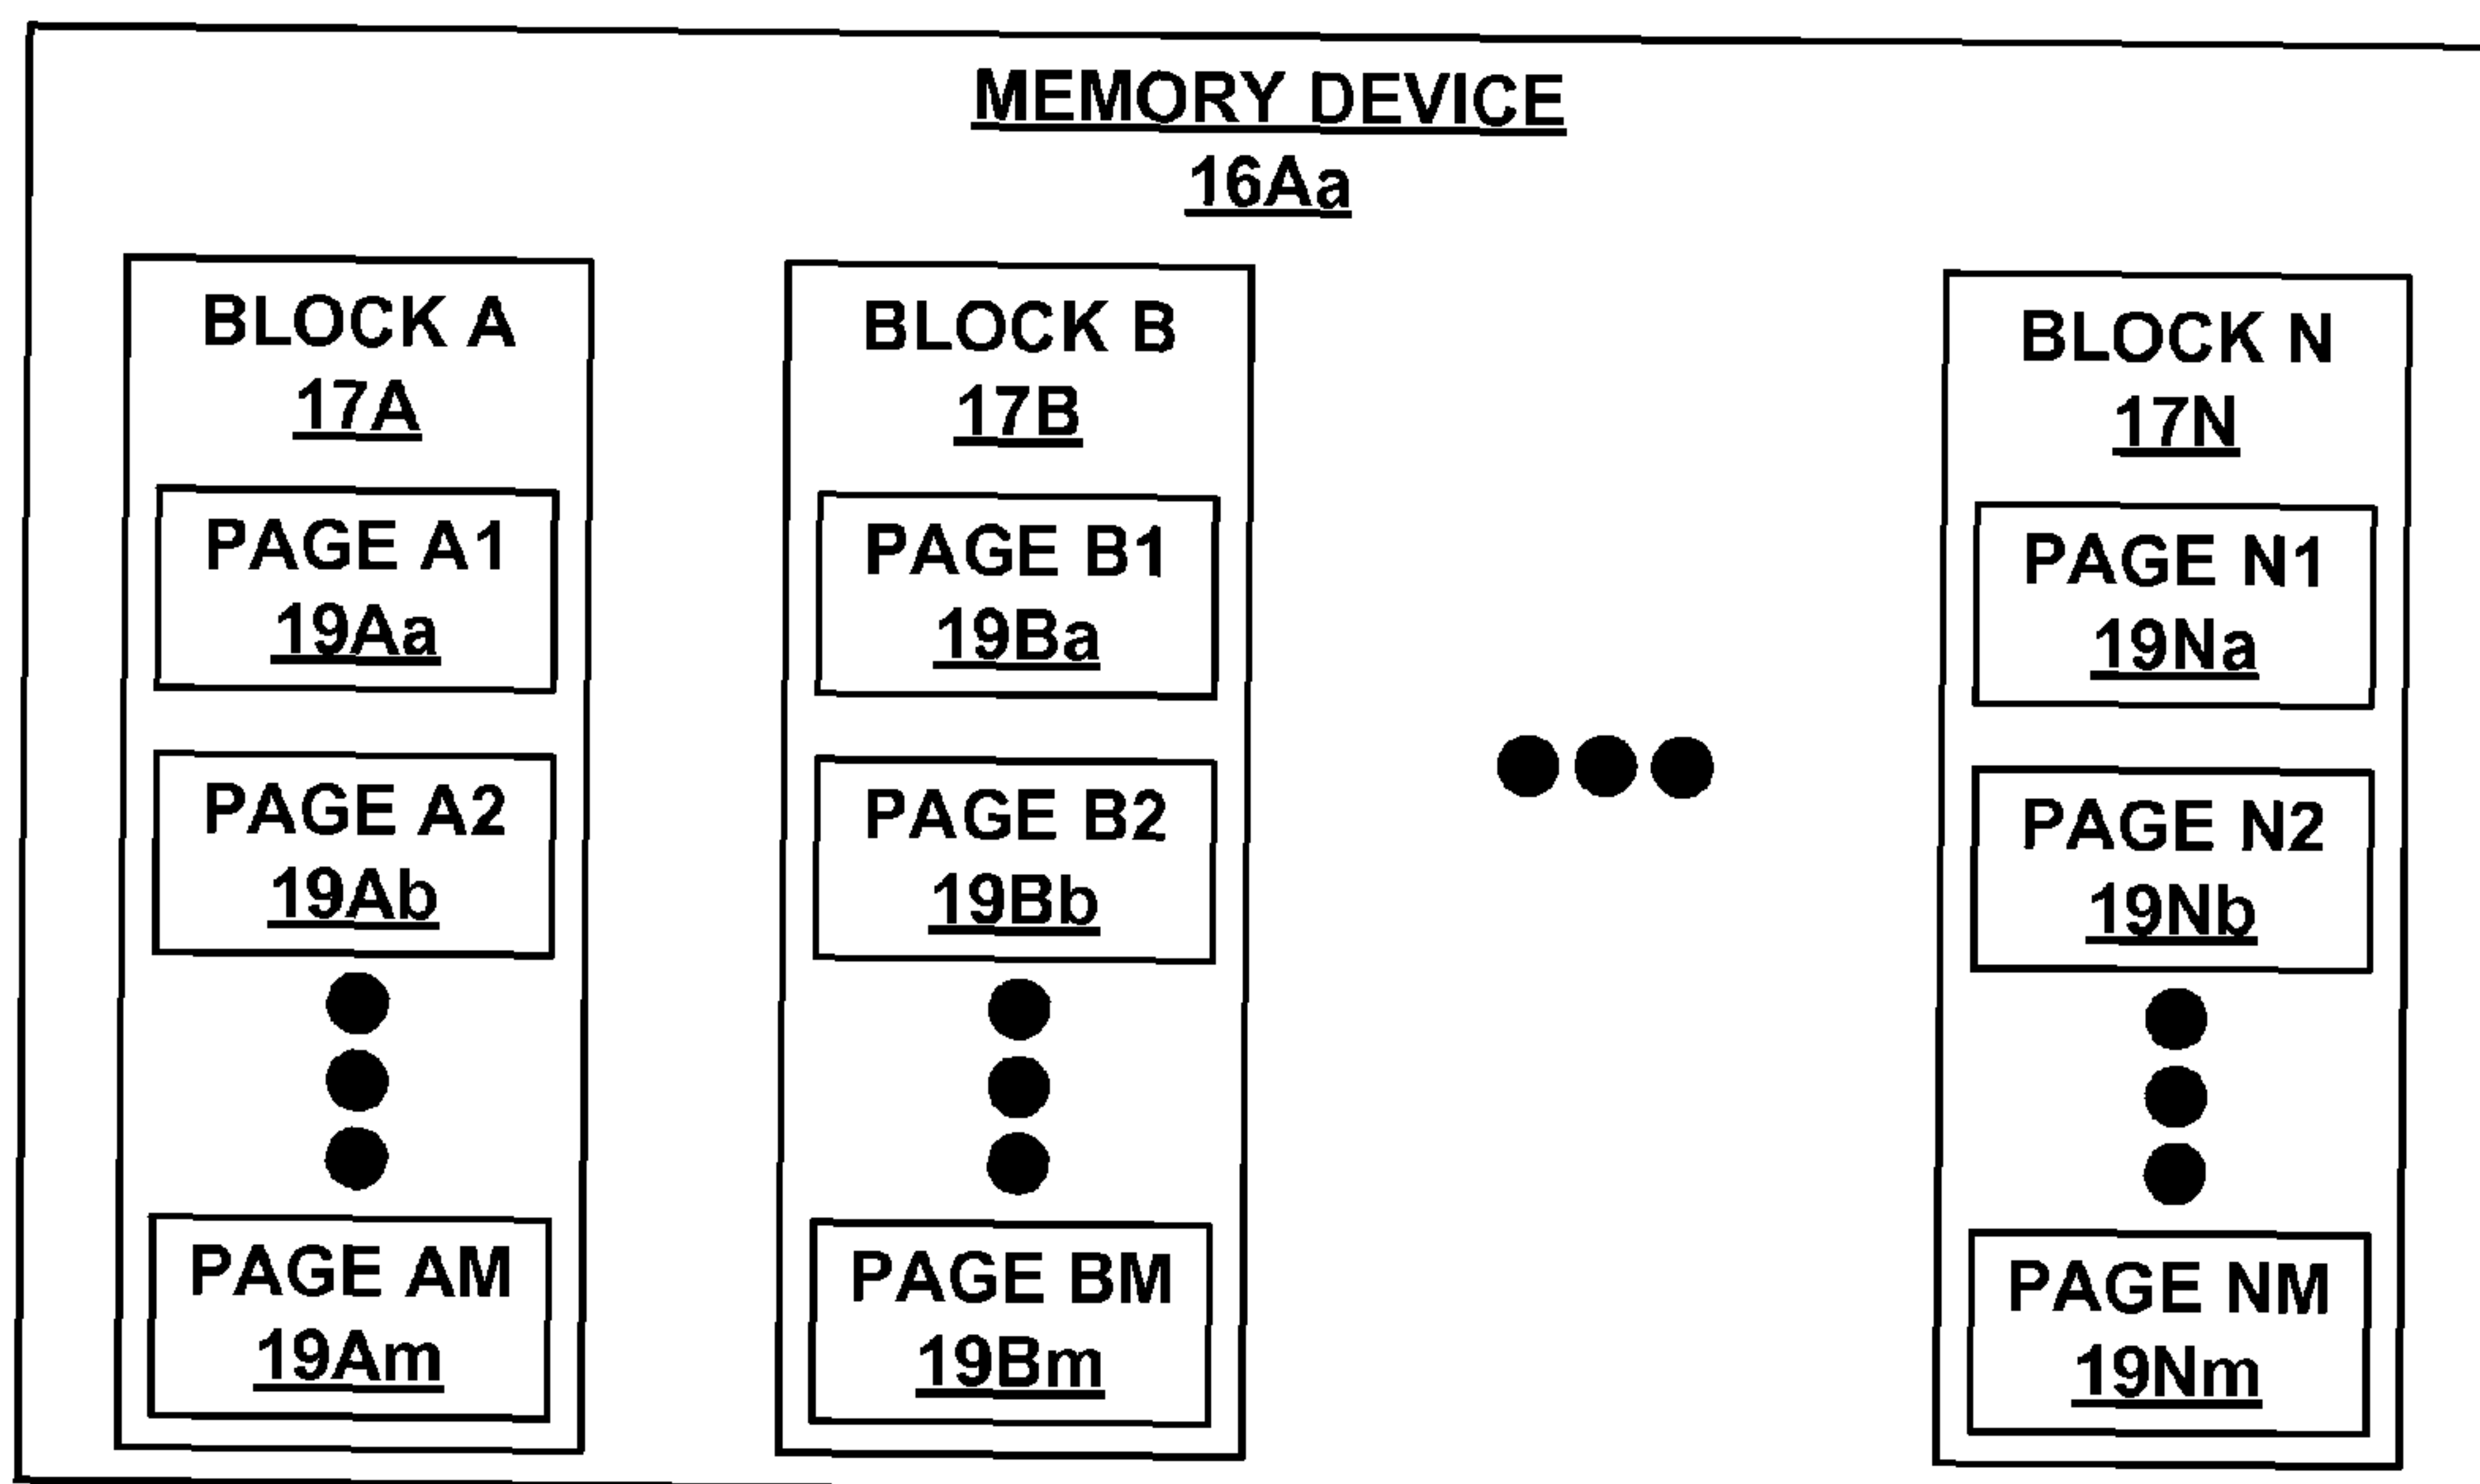 MEMORY DEVICE
16Aa
BLOCK A
17A
PAGE A1
19Aa
PAGE A2
19Ab
PAGE AM
19Am
BLOCK B
17B
PAGE B1
19Ba
PAGE B2
19Bb
PAGE BM
19Bm
BLOCK N
17N
PAGE N1
19Na
PAGE N2
19Nb
PAGE NM
19Nm